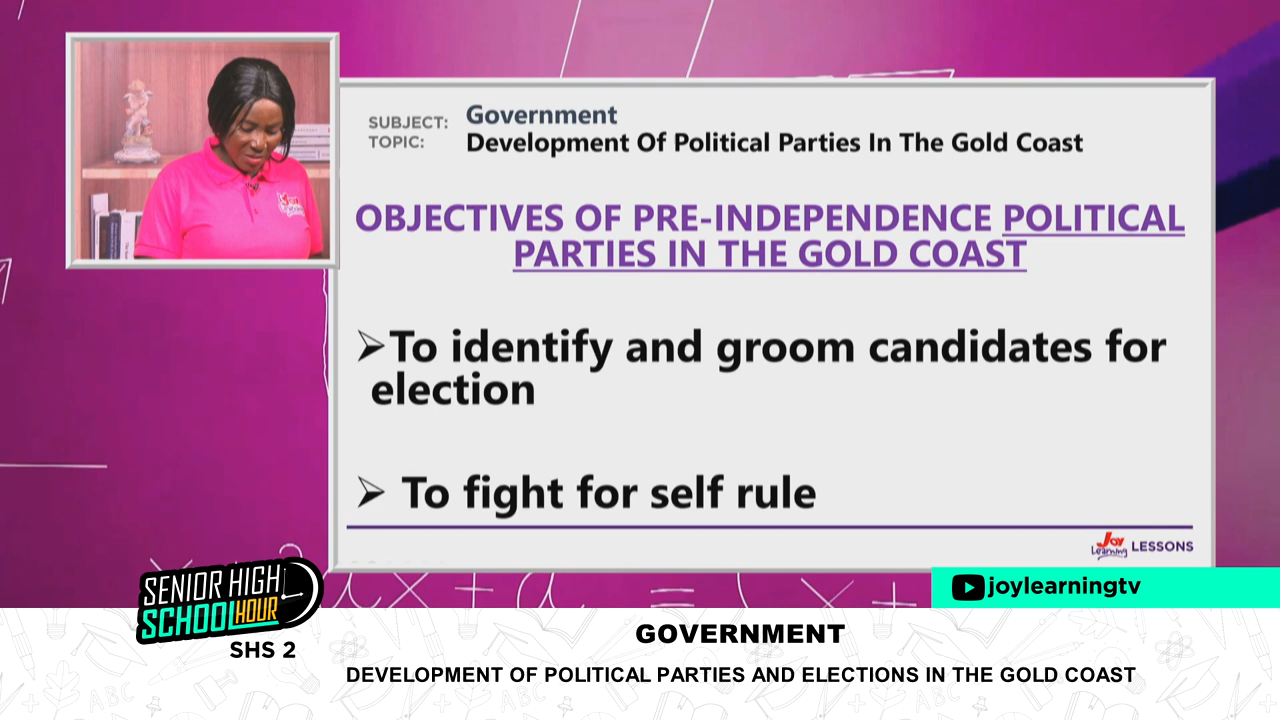 SUBJECT: Government
TOPIC: Development Of Political Parties In The Gold Coast
OBJECTIVES OF PRE-INDEPENDENCE POLITICAL
PARTIES IN THE GOLD COAST
➢To identify and groom candidates for
election
➢ To fight for self rule
Joy Learning LESSONS
joylearningtv
SENIOR HIGH
SCHOOL HOUR
SHS 2
GOVERNMENT
DEVELOPMENT OF POLITICAL PARTIES AND ELECTIONS IN THE GOLD COAST